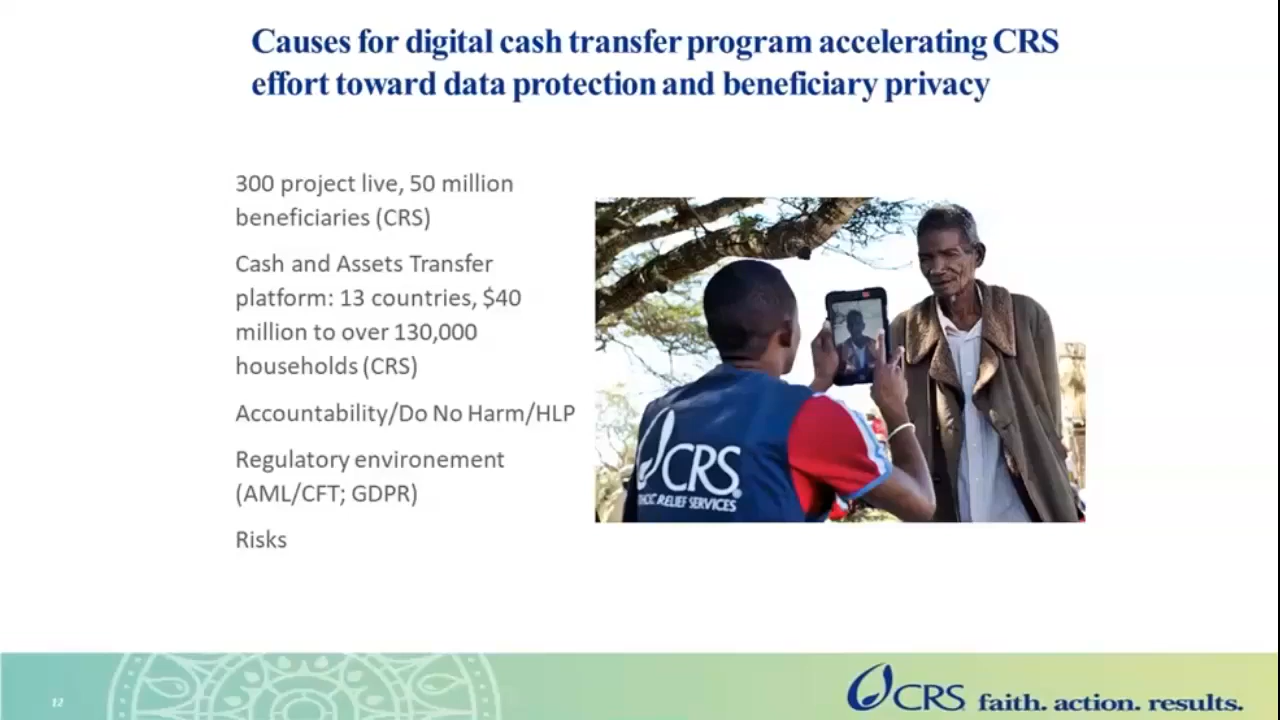 Causes for digital cash transfer program accelerating CRS
effort toward data protection and beneficiary privacy
300 project live, 50 million
beneficiaries (CRS)
Cash and Assets Transfer
platform: 13 countries, $40
million to over 130,000
households (CRS)
Accountability/Do No Harm/HLP
Regulatory environement
(AML/CFT; GDPR)
Risks
CRS
RELIEF SERVICES
12
CRS faith. action. results.